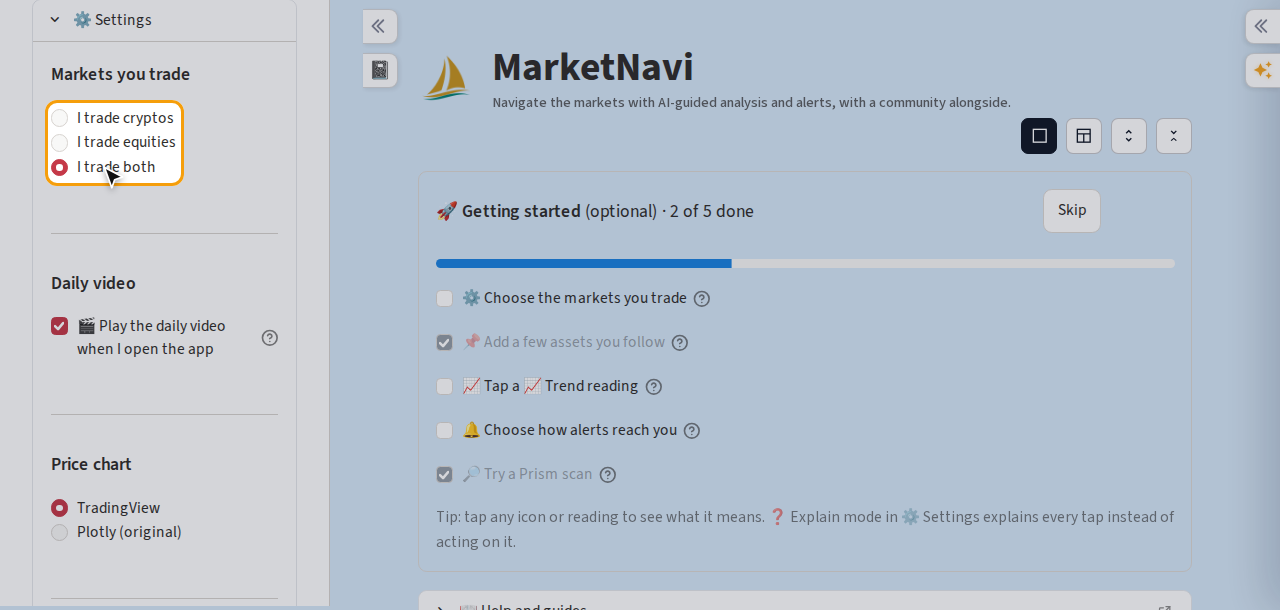 ⚙️ Settings
Markets you trade
I trade cryptos
I trade equities
I trade both
Daily video
🎬 Play the daily video
when I open the app
Price chart
TradingView
Plotly (original)
MarketNavi
Navigate the markets with AI-guided analysis and alerts, with a community alongside.
🚀 Getting started (optional) · 2 of 5 done
Skip
⚙️ Choose the markets you trade
📌 Add a few assets you follow
📈 Tap a 📈 Trend reading
🔔 Choose how alerts reach you
🔎 Try a Prism scan
Tip: tap any icon or reading to see what it means. ❓ Explain mode in ⚙️ Settings explains every tap instead of
acting on it.
Help and guides